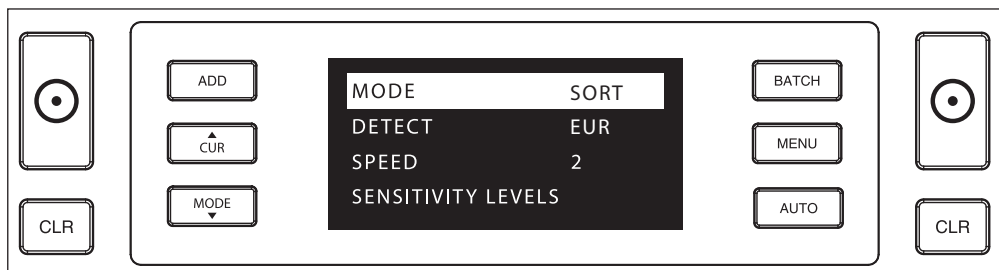 ADD
CUR
MODE
CLR
MODE SORT
DETECT EUR
SPEED 2
SENSITIVITY LEVELS
BATCH
MENU
AUTO
CLR